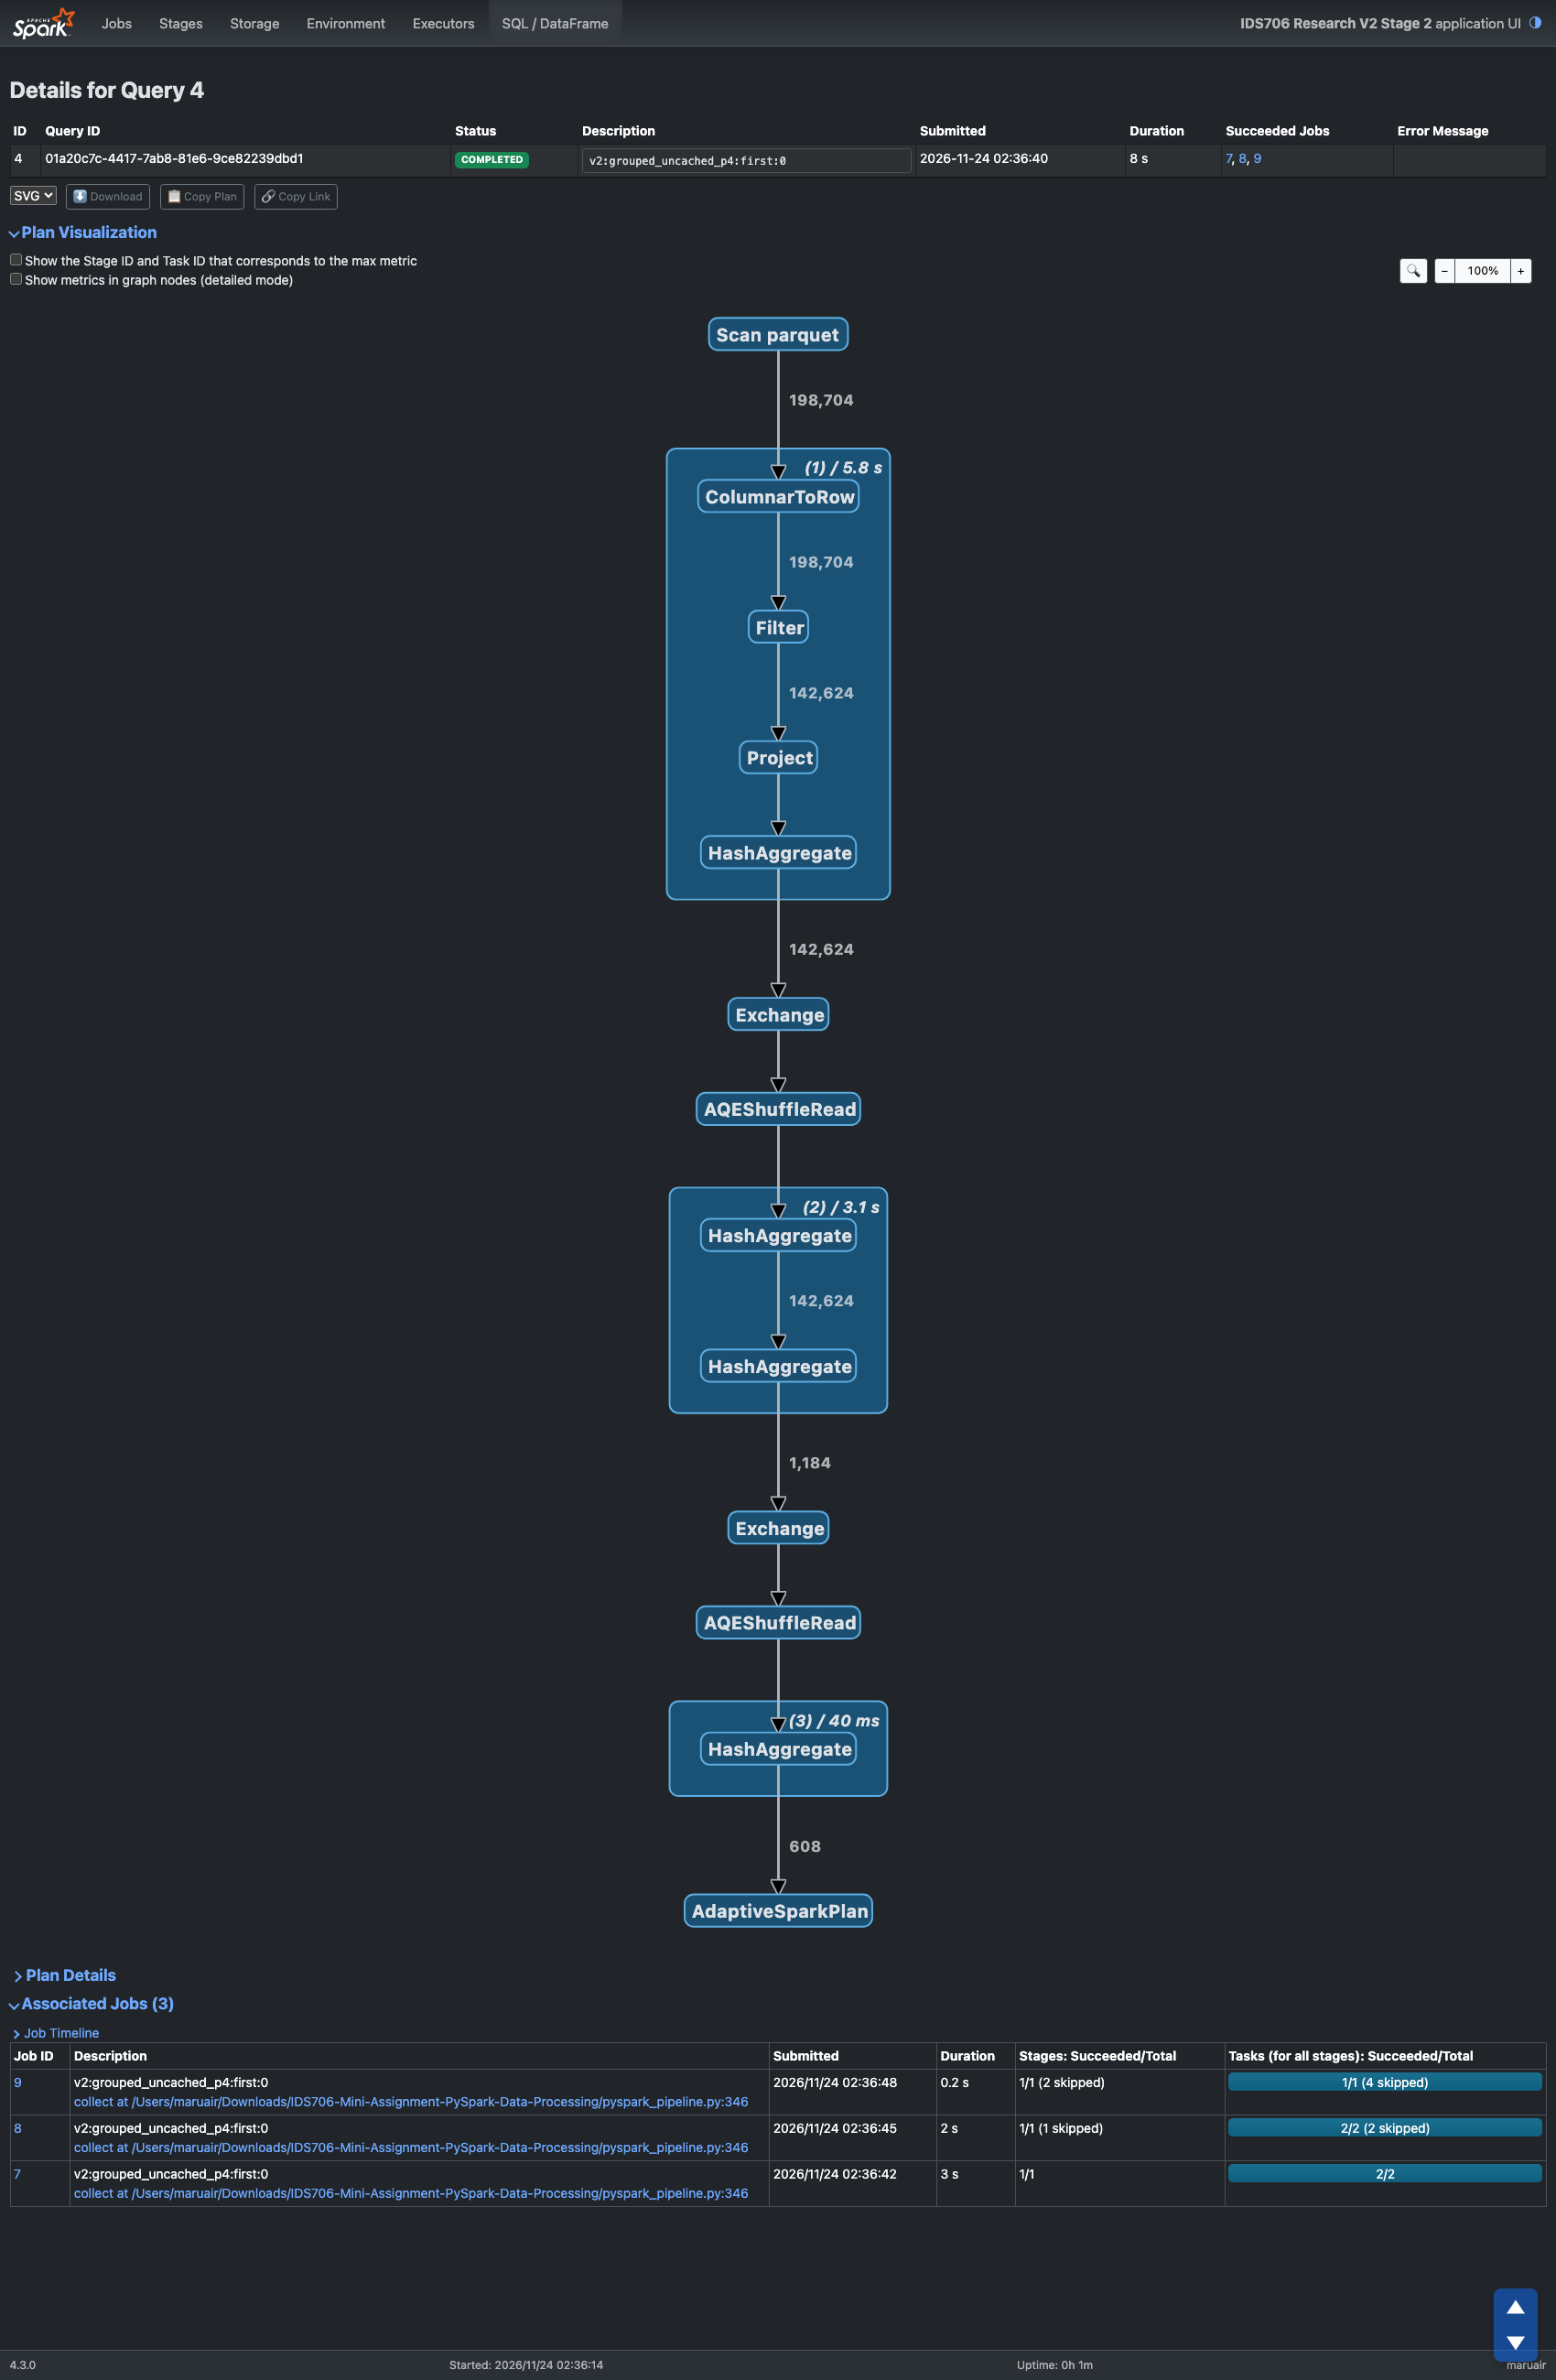 APACHE
Spark Jobs Stages Storage Environment Executors SQL / DataFrame IDS706 Research V2 Stage 2 application UI
Details for Query 4
ID Query ID Status Description Submitted Duration Succeeded Jobs Error Message
4 01a20c7c-4417-7ab8-81e6-9ce82239dbd1 COMPLETED v2:grouped_uncached_p4:first:0 2026-11-24 02:36:40 8 s 7, 8, 9
SVG Download Copy Plan Copy Link
Plan Visualization
Show the Stage ID and Task ID that corresponds to the max metric
Show metrics in graph nodes (detailed mode)
− 100% +
Scan parquet
198,704
(1) / 5.8 s
ColumnarToRow
198,704
Filter
142,624
Project
HashAggregate
142,624
Exchange
AQEShuffleRead
(2) / 3.1 s
HashAggregate
142,624
HashAggregate
1,184
Exchange
AQEShuffleRead
(3) / 40 ms
HashAggregate
608
AdaptiveSparkPlan
Plan Details
Associated Jobs (3)
Job Timeline
Job ID Description Submitted Duration Stages: Succeeded/Total Tasks (for all stages): Succeeded/Total
9 v2:grouped_uncached_p4:first:0 2026/11/24 02:36:48 0.2 s 1/1 (2 skipped) 1/1 (4 skipped)
collect at /Users/maruair/Downloads/IDS706-Mini-Assignment-PySpark-Data-Processing/pyspark_pipeline.py:346
8 v2:grouped_uncached_p4:first:0 2026/11/24 02:36:45 2 s 1/1 (1 skipped) 2/2 (2 skipped)
collect at /Users/maruair/Downloads/IDS706-Mini-Assignment-PySpark-Data-Processing/pyspark_pipeline.py:346
7 v2:grouped_uncached_p4:first:0 2026/11/24 02:36:42 3 s 1/1 2/2
collect at /Users/maruair/Downloads/IDS706-Mini-Assignment-PySpark-Data-Processing/pyspark_pipeline.py:346
4.3.0 Started: 2026/11/24 02:36:14 Uptime: 0h 1m maruair